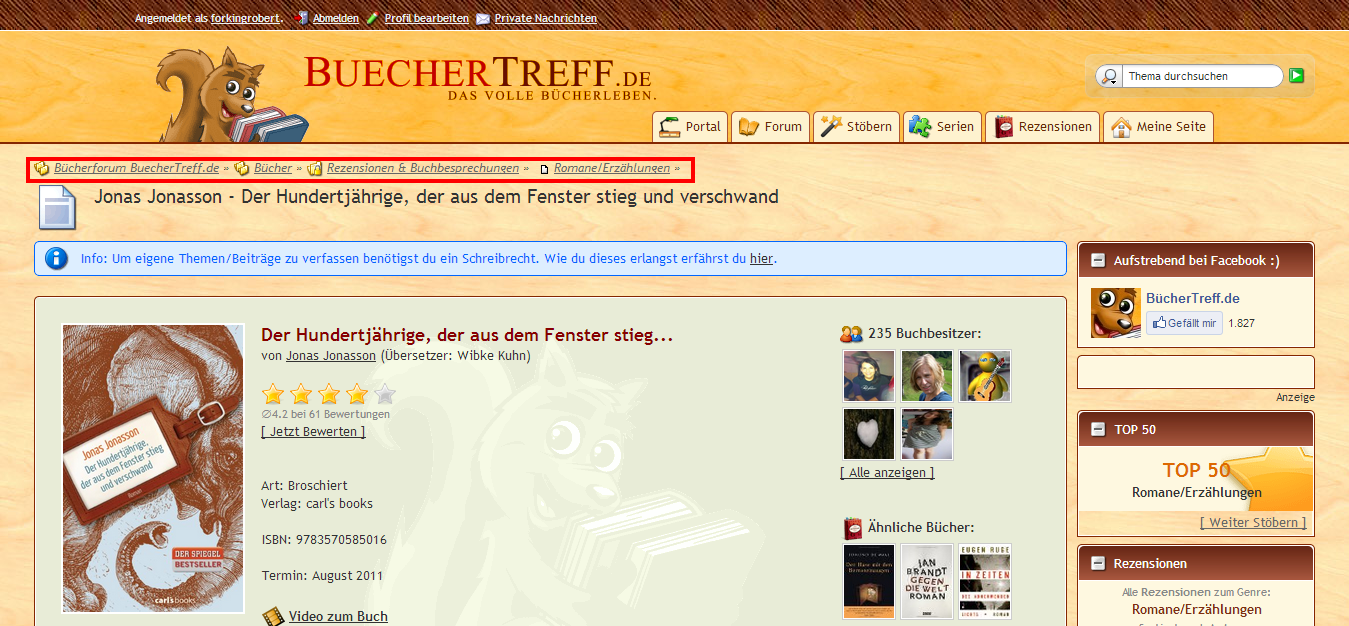 Angemeldet als forkingrobert. Abmelden Profil bearbeiten Private Nachrichten
BUECHERTREFF.DE
DAS VOLLE BÜCHERLEBEN.
Thema durchsuchen
Portal Forum Stöbern Serien Rezensionen Meine Seite
Bücherforum BuecherTreff.de » Bücher » Rezensionen & Buchbesprechungen » Romane/Erzählungen »
Jonas Jonasson - Der Hundertjährige, der aus dem Fenster stieg und verschwand
Info: Um eigene Themen/Beiträge zu verfassen benötigst du ein Schreibrecht. Wie du dieses erlangst erfährst du hier.
Jonas Jonasson
Der Hundertjährige,
der aus dem Fenster stieg
und verschwand
Roman
DER SPIEGEL
BESTSELLER
carl's books
Der Hundertjährige, der aus dem Fenster stieg...
von Jonas Jonasson (Übersetzer: Wibke Kuhn)
Ø4.2 bei 61 Bewertungen
[ Jetzt Bewerten ]
Art: Broschiert
Verlag: carl's books
ISBN: 9783570585016
Termin: August 2011
Video zum Buch
235 Buchbesitzer:
[ Alle anzeigen ]
Ähnliche Bücher:
JAN
BRANDT
GEGEN
DIE WELT
ROMAN
EUGEN RUGE
IN ZEITEN
DES ABNEHMENDEN
LICHTS • ROMAN
Aufstrebend bei Facebook :)
BücherTreff.de
Gefällt mir 1.827
Anzeige
TOP 50
TOP 50
Romane/Erzählungen
[ Weiter Stöbern ]
Rezensionen
Alle Rezensionen zum Genre:
Romane/Erzählungen